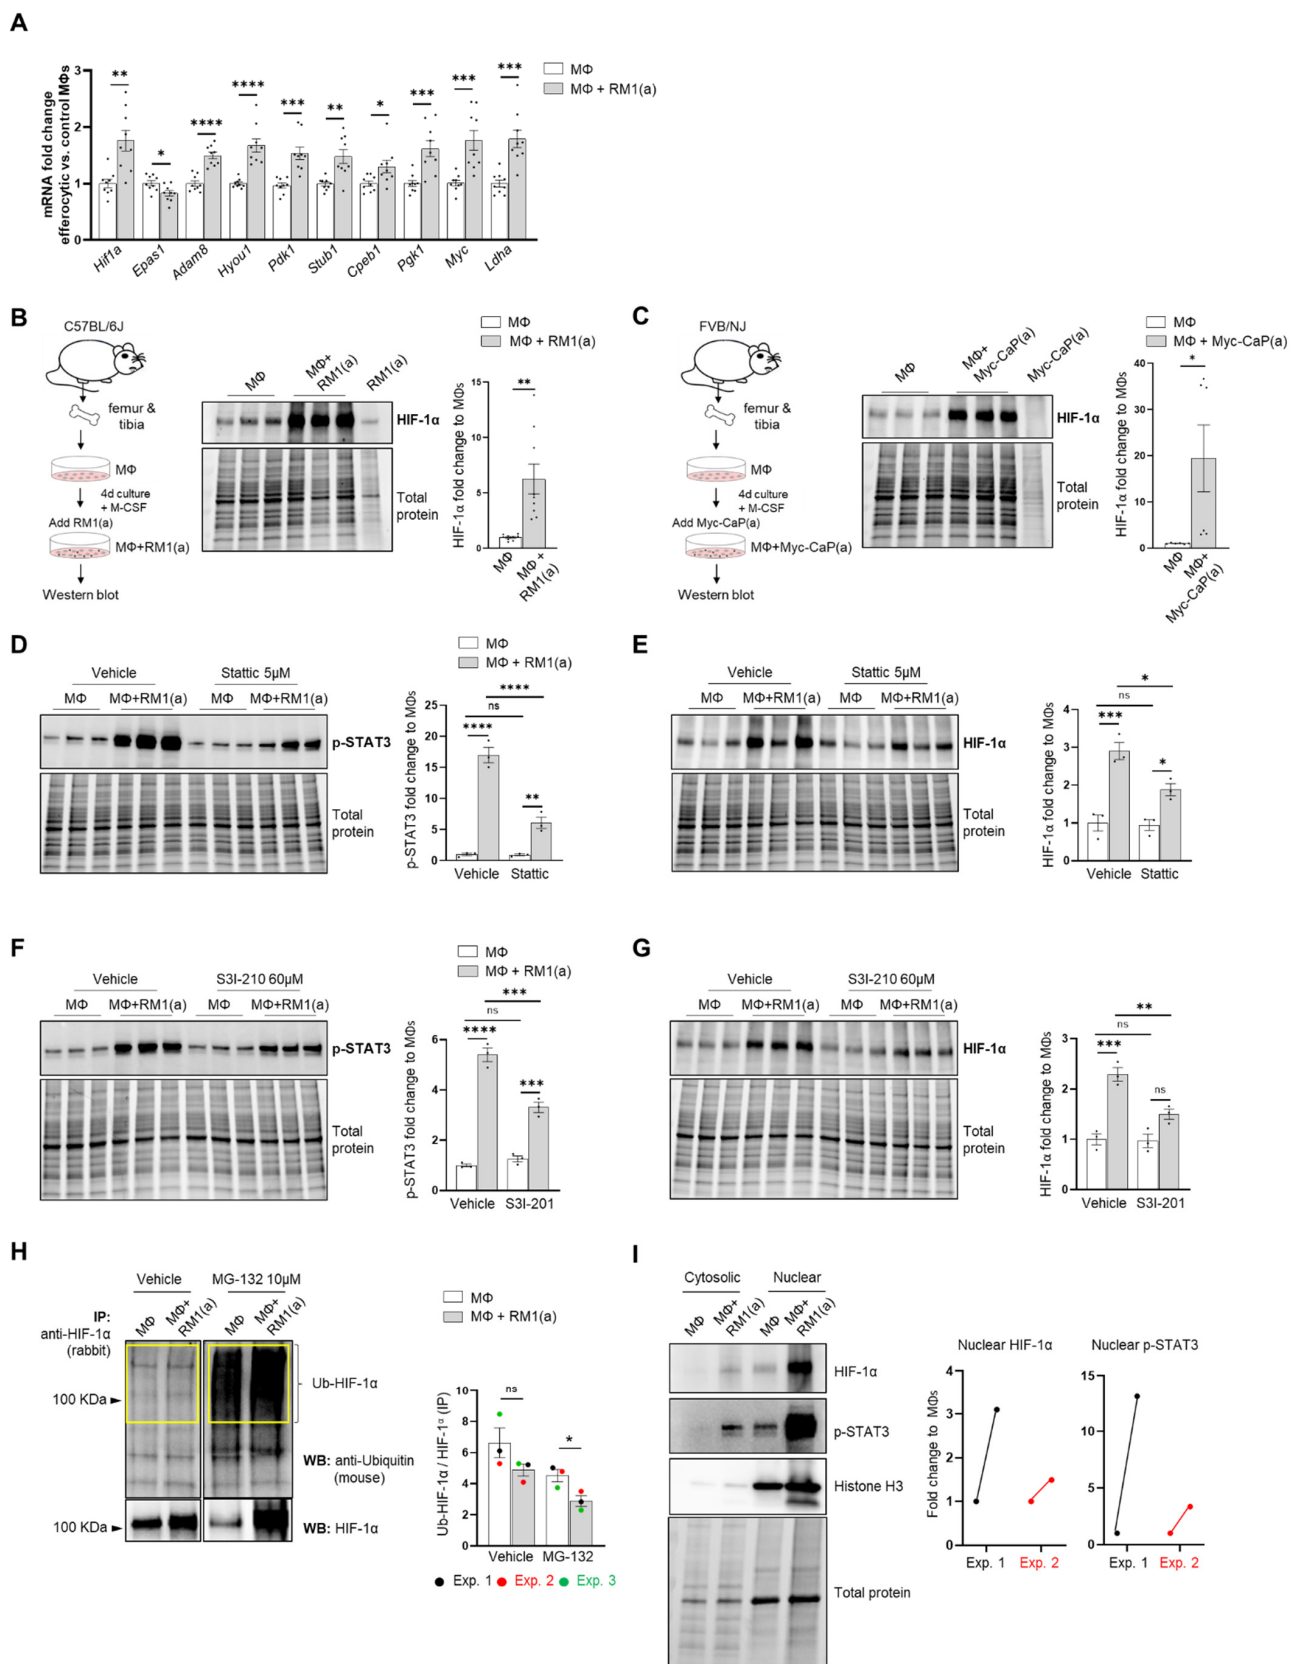 A
mRNA fold change
efferocytic vs. control MΦs
3
2
1
0
** * **** **** *** ** * *** *** ***
Hif1a Epas1 Adam8 Hyou1 Pdk1 Stub1 Cpeb1 Pgk1 Myc Ldha
MΦ
MΦ + RM1(a)
B
C57BL/6J
femur &
tibia
MΦ
4d culture
+ M-CSF
Add RM1(a)
MΦ+RM1(a)
Western blot
MΦ
MΦ+
RM1(a)
RM1(a)
HIF-1α
Total
protein
MΦ
MΦ + RM1(a)
HIF-1α fold change to MΦs
15
10
5
0
**
MΦ
MΦ +
RM1(a)
C
FVB/NJ
femur &
tibia
MΦ
4d culture
+ M-CSF
Add Myc-CaP(a)
MΦ+Myc-CaP(a)
Western blot
MΦ
MΦ+
Myc-CaP(a)
Myc-CaP(a)
HIF-1α
Total
protein
MΦ
MΦ + Myc-CaP(a)
HIF-1α fold change to MΦs
40
30
20
10
0
*
MΦ
MΦ+
Myc-CaP(a)
D
Vehicle Stattic 5µM
MΦ MΦ+RM1(a) MΦ MΦ+RM1(a)
p-STAT3
Total
protein
MΦ
MΦ + RM1(a)
p-STAT3 fold change to MΦs
25
20
15
10
5
0
****
ns
****
**
Vehicle Stattic
E
Vehicle Stattic 5µM
MΦ MΦ+RM1(a) MΦ MΦ+RM1(a)
HIF-1α
Total
protein
HIF-1α fold change to MΦs
4
3
2
1
0
*
ns
***
*
Vehicle Stattic
F
Vehicle S3I-210 60µM
MΦ MΦ+RM1(a) MΦ MΦ+RM1(a)
p-STAT3
Total
protein
MΦ
MΦ + RM1(a)
p-STAT3 fold change to MΦs
6
4
2
0
***
ns
****
***
Vehicle S3I-201
G
Vehicle S3I-210 60µM
MΦ MΦ+RM1(a) MΦ MΦ+RM1(a)
HIF-1α
Total
protein
HIF-1α fold change to MΦs
3
2
1
0
**
ns
***
ns
Vehicle S3I-201
H
Vehicle MG-132 10µM
IP:
anti-HIF-1α
(rabbit)
MΦ
MΦ+
RM1(a)
MΦ
MΦ+
RM1(a)
100 KDa
Ub-HIF-1α
WB: anti-Ubiquitin
(mouse)
100 KDa
WB: HIF-1α
MΦ
MΦ + RM1(a)
Ub-HIF-1α / HIF-1α (IP)
10
8
6
4
2
0
ns
*
Vehicle MG-132
Exp. 1 Exp. 2 Exp. 3
I
Cytosolic Nuclear
MΦ
MΦ+
RM1(a)
MΦ
MΦ+
RM1(a)
HIF-1α
p-STAT3
Histone H3
Total protein
Nuclear HIF-1α
Fold change to MΦs
4
3
2
1
0
Exp. 1 Exp. 2
Nuclear p-STAT3
15
10
5
0
Exp. 1 Exp. 2